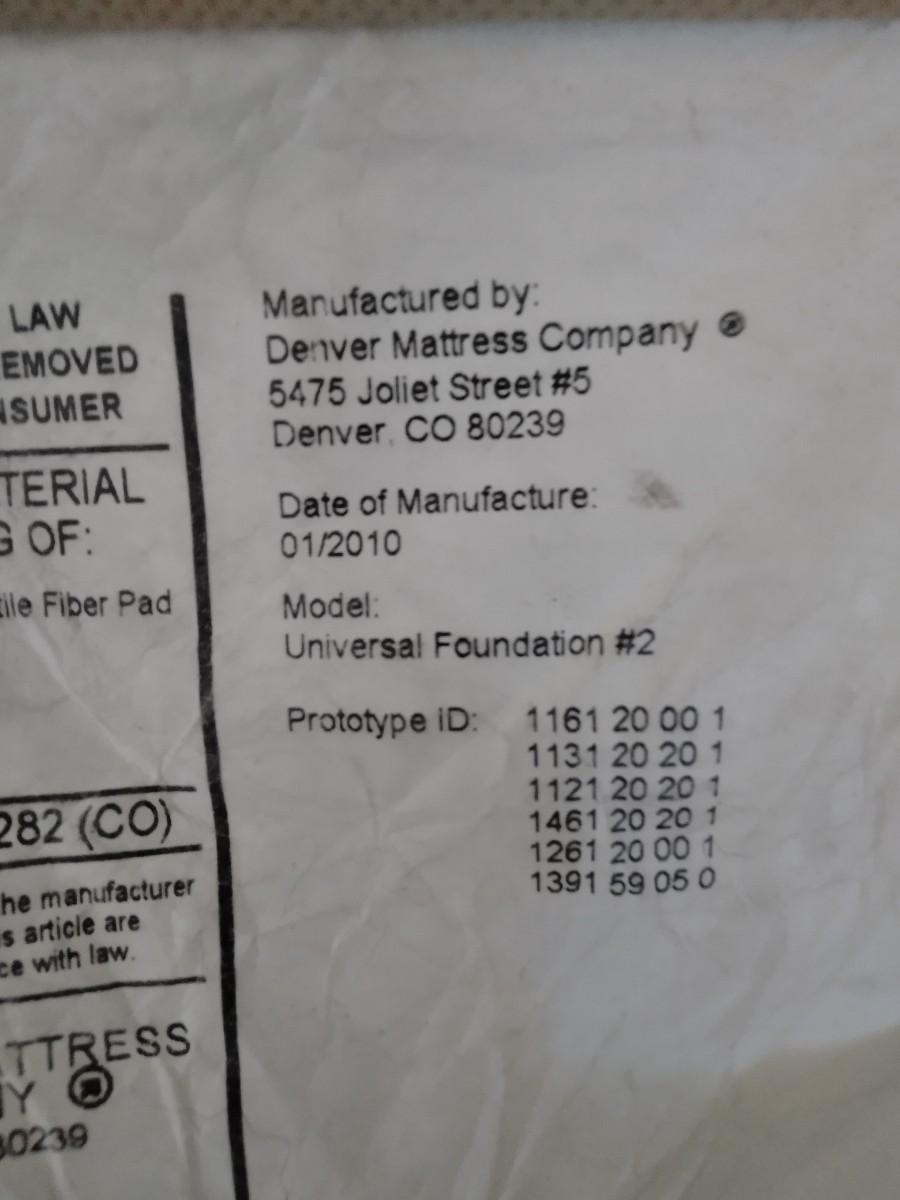 LAW
EMOVED
NSUMER
TERIAL
G OF:
tile Fiber Pad
282 (CO)
he manufacturer
s article are
ce with law.
ATTRESS
NY ®
80239
Manufactured by:
Denver Mattress Company ®
5475 Joliet Street #5
Denver, CO 80239
Date of Manufacture:
01/2010
Model:
Universal Foundation #2
Prototype ID: 1161 20 00 1
1131 20 20 1
1121 20 20 1
1461 20 20 1
1261 20 00 1
1391 59 05 0